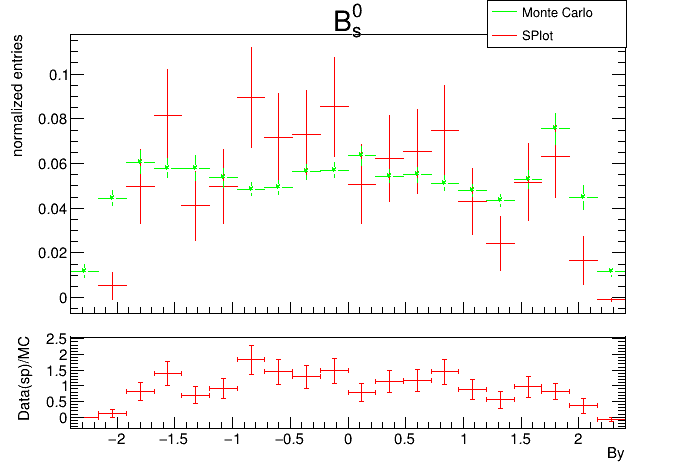 B_s^0
Monte Carlo
SPlot
normalized entries
0.1
0.08
0.06
0.04
0.02
0
Data(sp)/MC
2.5
2
1.5
1
0.5
0
−2 −1.5 −1 −0.5 0 0.5 1 1.5 2
By